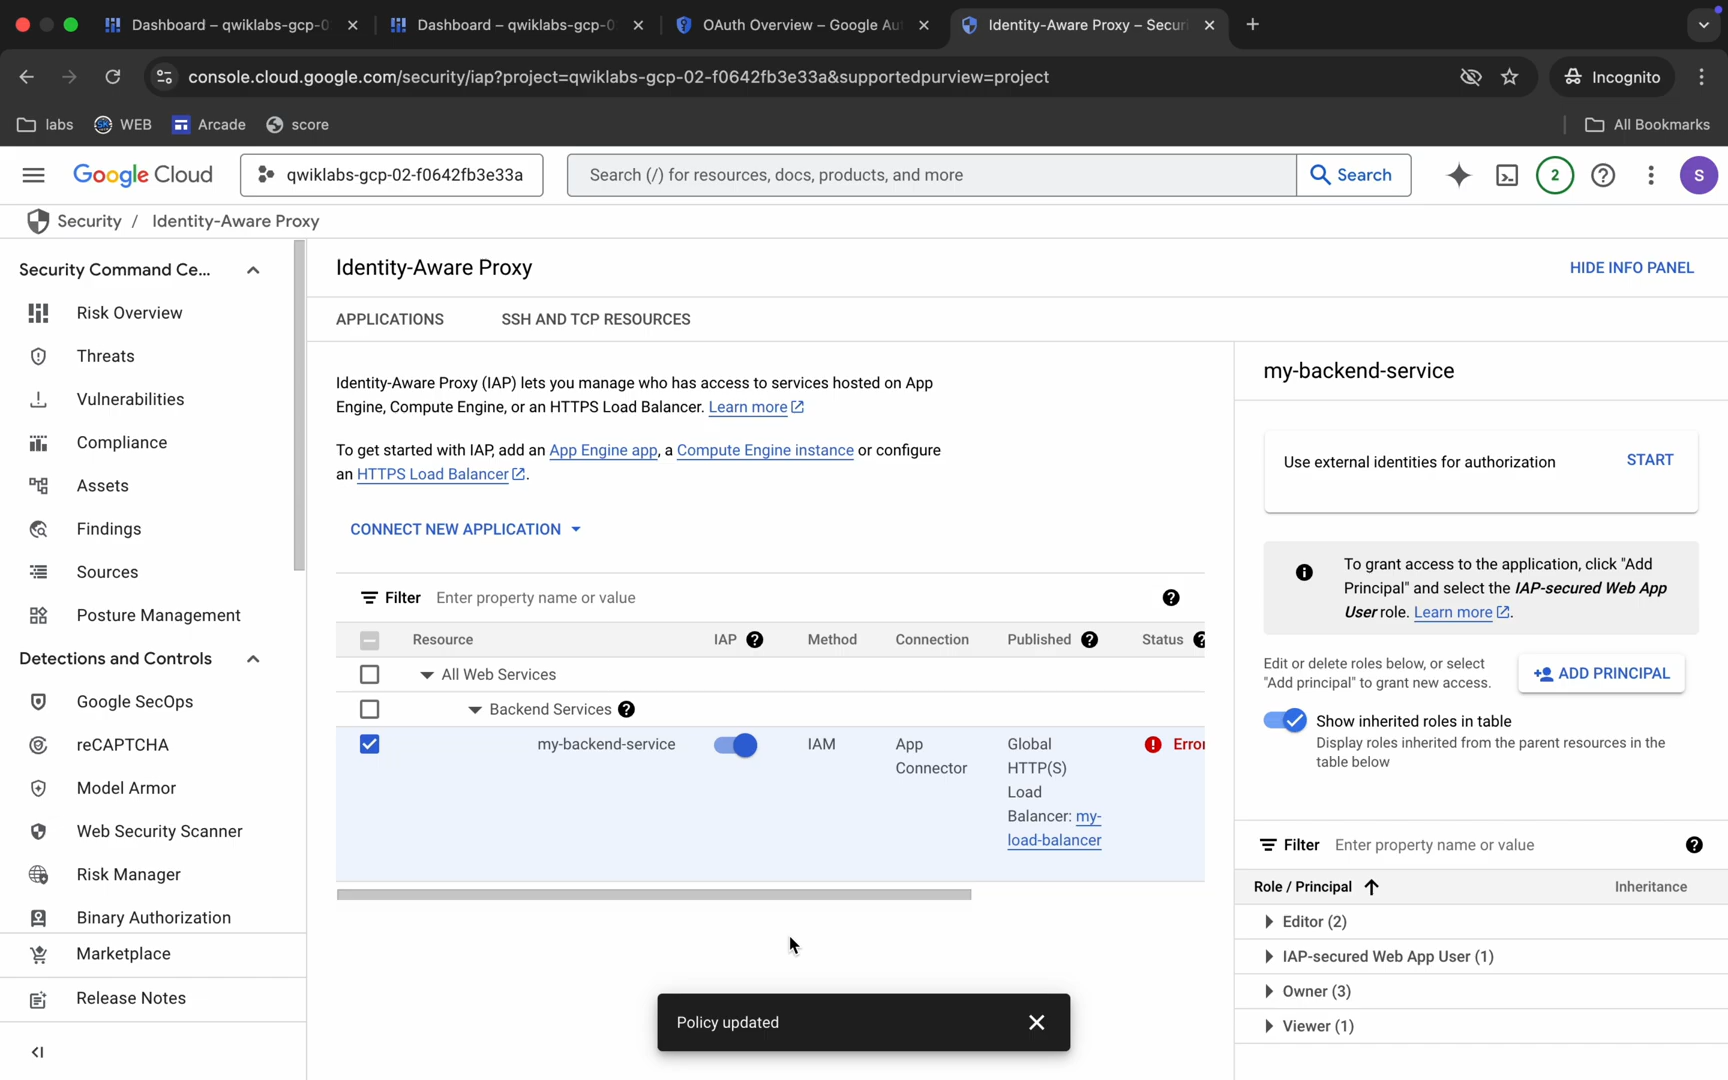 Dashboard – qwiklabs-gcp-0
Dashboard – qwiklabs-gcp-0
OAuth Overview – Google Au
Identity-Aware Proxy – Securi
console.cloud.google.com/security/iap?project=qwiklabs-gcp-02-f0642fb3e33a&supportedpurview=project
Incognito
labs
WEB
Arcade
score
All Bookmarks
Google Cloud
qwiklabs-gcp-02-f0642fb3e33a
Search (/) for resources, docs, products, and more
Search
2
S
Security / Identity-Aware Proxy
Security Command Ce...
Risk Overview
Threats
Vulnerabilities
Compliance
Assets
Findings
Sources
Posture Management
Detections and Controls
Google SecOps
reCAPTCHA
Model Armor
Web Security Scanner
Risk Manager
Binary Authorization
Marketplace
Release Notes
Identity-Aware Proxy
HIDE INFO PANEL
APPLICATIONS
SSH AND TCP RESOURCES
Identity-Aware Proxy (IAP) lets you manage who has access to services hosted on App
Engine, Compute Engine, or an HTTPS Load Balancer. Learn more
To get started with IAP, add an App Engine app, a Compute Engine instance or configure
an HTTPS Load Balancer.
CONNECT NEW APPLICATION
Filter Enter property name or value
Resource IAP Method Connection Published Status
All Web Services
Backend Services
my-backend-service IAM App Connector Global HTTP(S) Load Balancer: my-load-balancer Error
Policy updated
my-backend-service
Use external identities for authorization
START
To grant access to the application, click "Add
Principal" and select the IAP-secured Web App
User role. Learn more.
Edit or delete roles below, or select
"Add principal" to grant new access.
ADD PRINCIPAL
Show inherited roles in table
Display roles inherited from the parent resources in the
table below
Filter Enter property name or value
Role / Principal Inheritance
Editor (2)
IAP-secured Web App User (1)
Owner (3)
Viewer (1)